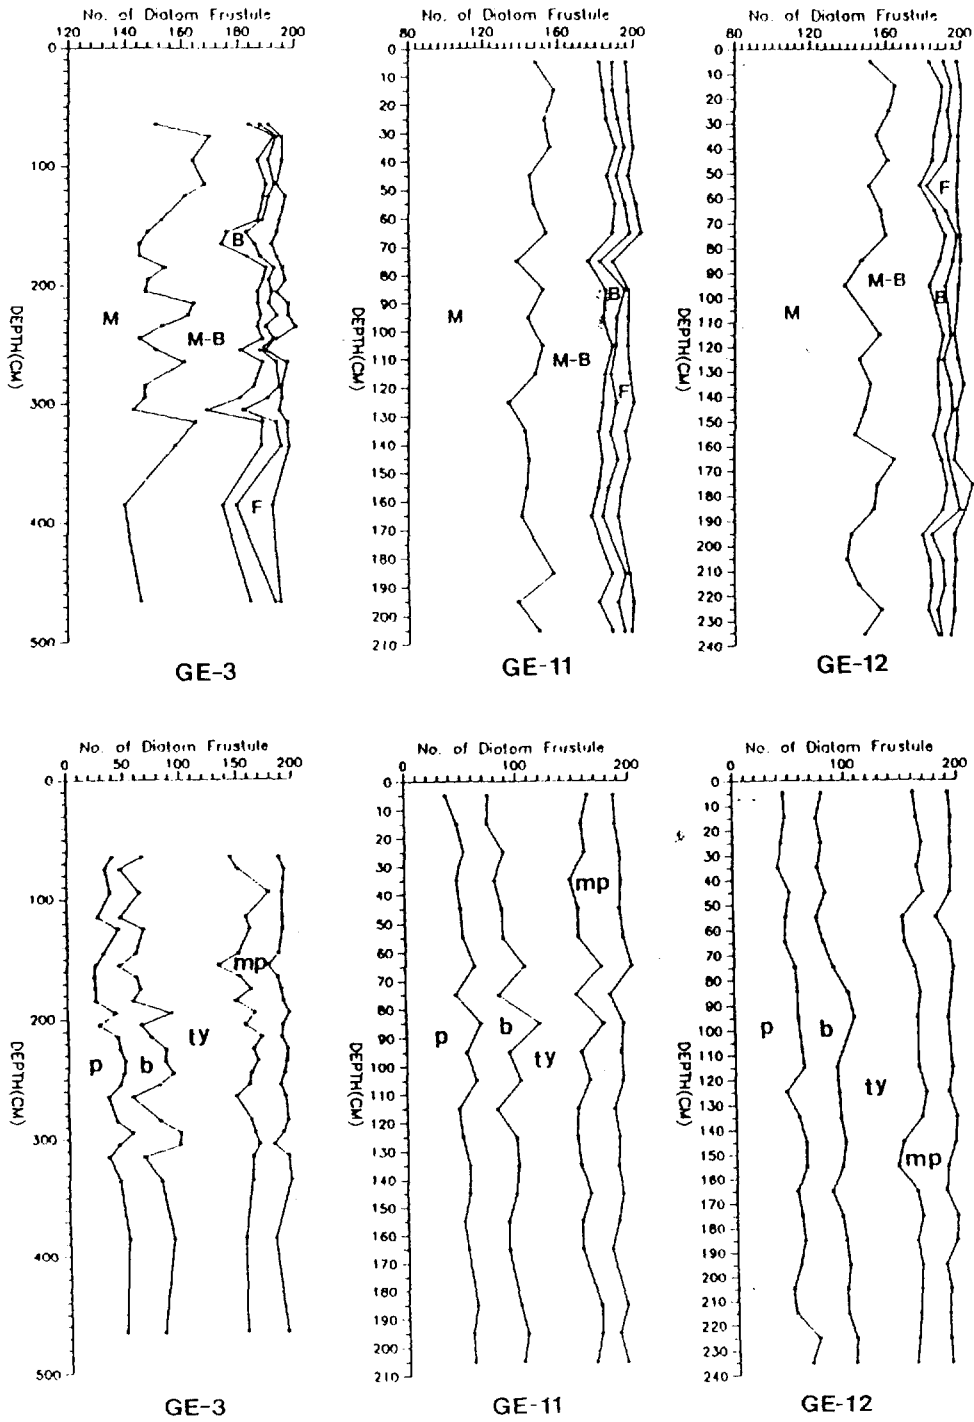 No. of Diatom Frustule
120 140 160 180 200
0
100
200
300
400
500
DEPTH(CM)
M
M-B
B
F
GE-3
No. of Diatom Frustule
80 120 160 200
0
10
20
30
40
50
60
70
80
90
100
110
120
130
140
150
160
170
180
190
200
210
DEPTH(CM)
M
M-B
B
F
GE-11
No. of Diatom Frustule
80 120 160 200
0
10
20
30
40
50
60
70
80
90
100
110
120
130
140
150
160
170
180
190
200
210
220
230
240
DEPTH(CM)
M
M-B
B
F
GE-12
No. of Diatom Frustule
0 50 100 150 200
0
100
200
300
400
500
DEPTH(CM)
p
b
ty
mp
GE-3
No. of Diatom Frustule
0 100 200
0
10
20
30
40
50
60
70
80
90
100
110
120
130
140
150
160
170
180
190
200
210
DEPTH(CM)
p
b
ty
mp
GE-11
No. of Diatom Frustule
0 100 200
0
10
20
30
40
50
60
70
80
90
100
110
120
130
140
150
160
170
180
190
200
210
220
230
240
DEPTH(CM)
p
b
ty
mp
GE-12